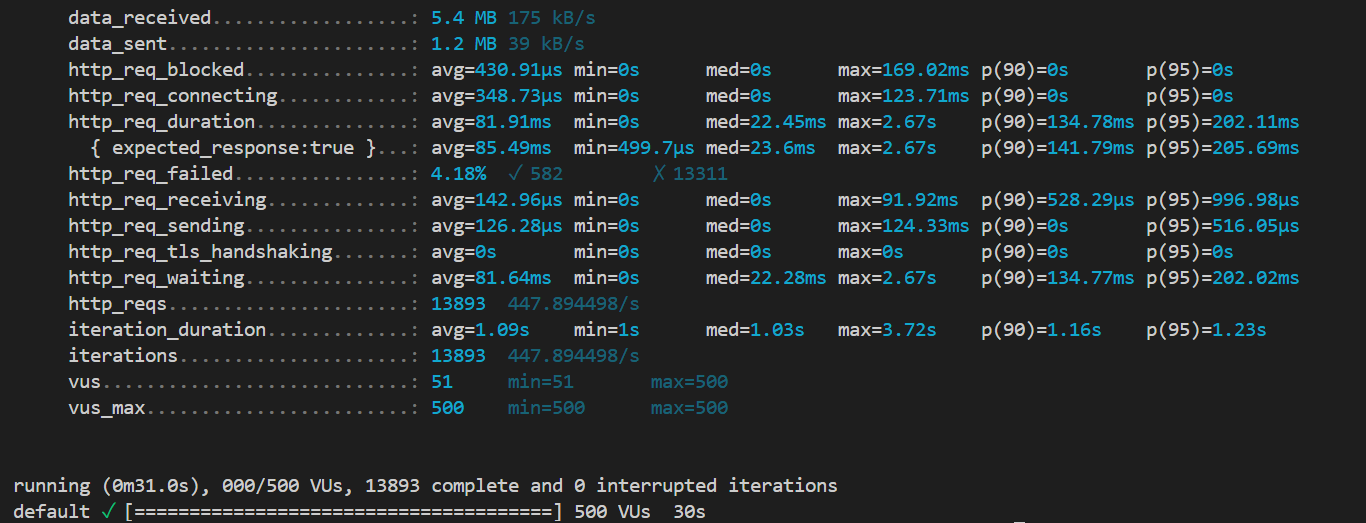 data_received..................: 5.4 MB 175 kB/s
data_sent......................: 1.2 MB 39 kB/s
http_req_blocked...............: avg=430.91µs min=0s med=0s max=169.02ms p(90)=0s p(95)=0s
http_req_connecting............: avg=348.73µs min=0s med=0s max=123.71ms p(90)=0s p(95)=0s
http_req_duration..............: avg=81.91ms min=0s med=22.45ms max=2.67s p(90)=134.78ms p(95)=202.11ms
{ expected_response:true }...: avg=85.49ms min=499.7µs med=23.6ms max=2.67s p(90)=141.79ms p(95)=205.69ms
http_req_failed................: 4.18% ✓ 582 ✗ 13311
http_req_receiving.............: avg=142.96µs min=0s med=0s max=91.92ms p(90)=528.29µs p(95)=996.98µs
http_req_sending...............: avg=126.28µs min=0s med=0s max=124.33ms p(90)=0s p(95)=516.05µs
http_req_tls_handshaking.......: avg=0s min=0s med=0s max=0s p(90)=0s p(95)=0s
http_req_waiting...............: avg=81.64ms min=0s med=22.28ms max=2.67s p(90)=134.77ms p(95)=202.02ms
http_reqs......................: 13893 447.894498/s
iteration_duration.............: avg=1.09s min=1s med=1.03s max=3.72s p(90)=1.16s p(95)=1.23s
iterations.....................: 13893 447.894498/s
vus............................: 51 min=51 max=500
vus_max........................: 500 min=500 max=500
running (0m31.0s), 000/500 VUs, 13893 complete and 0 interrupted iterations
default ✓ [======================================] 500 VUs 30s